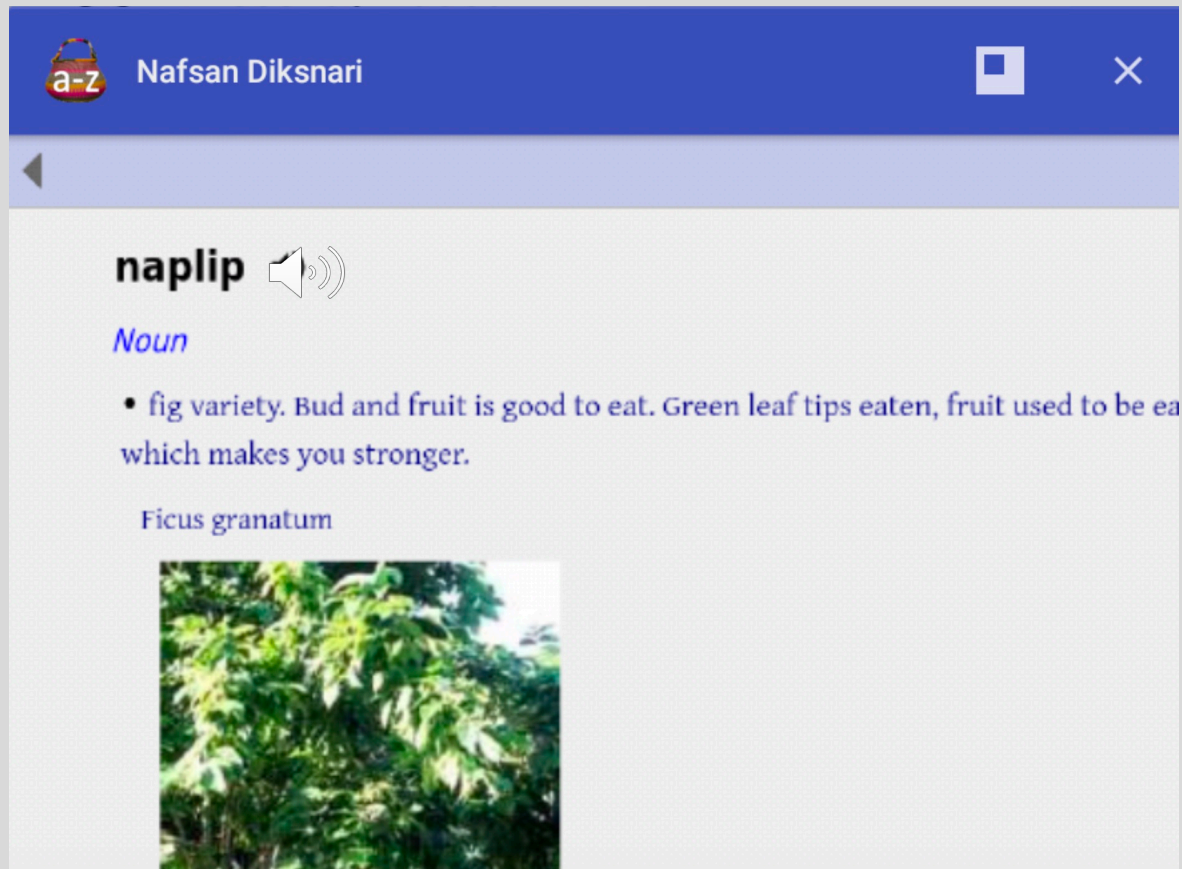 a-z
Nafsan Diksnari
naplip
Noun
• fig variety. Bud and fruit is good to eat. Green leaf tips eaten, fruit used to be ea
which makes you stronger.
Ficus granatum